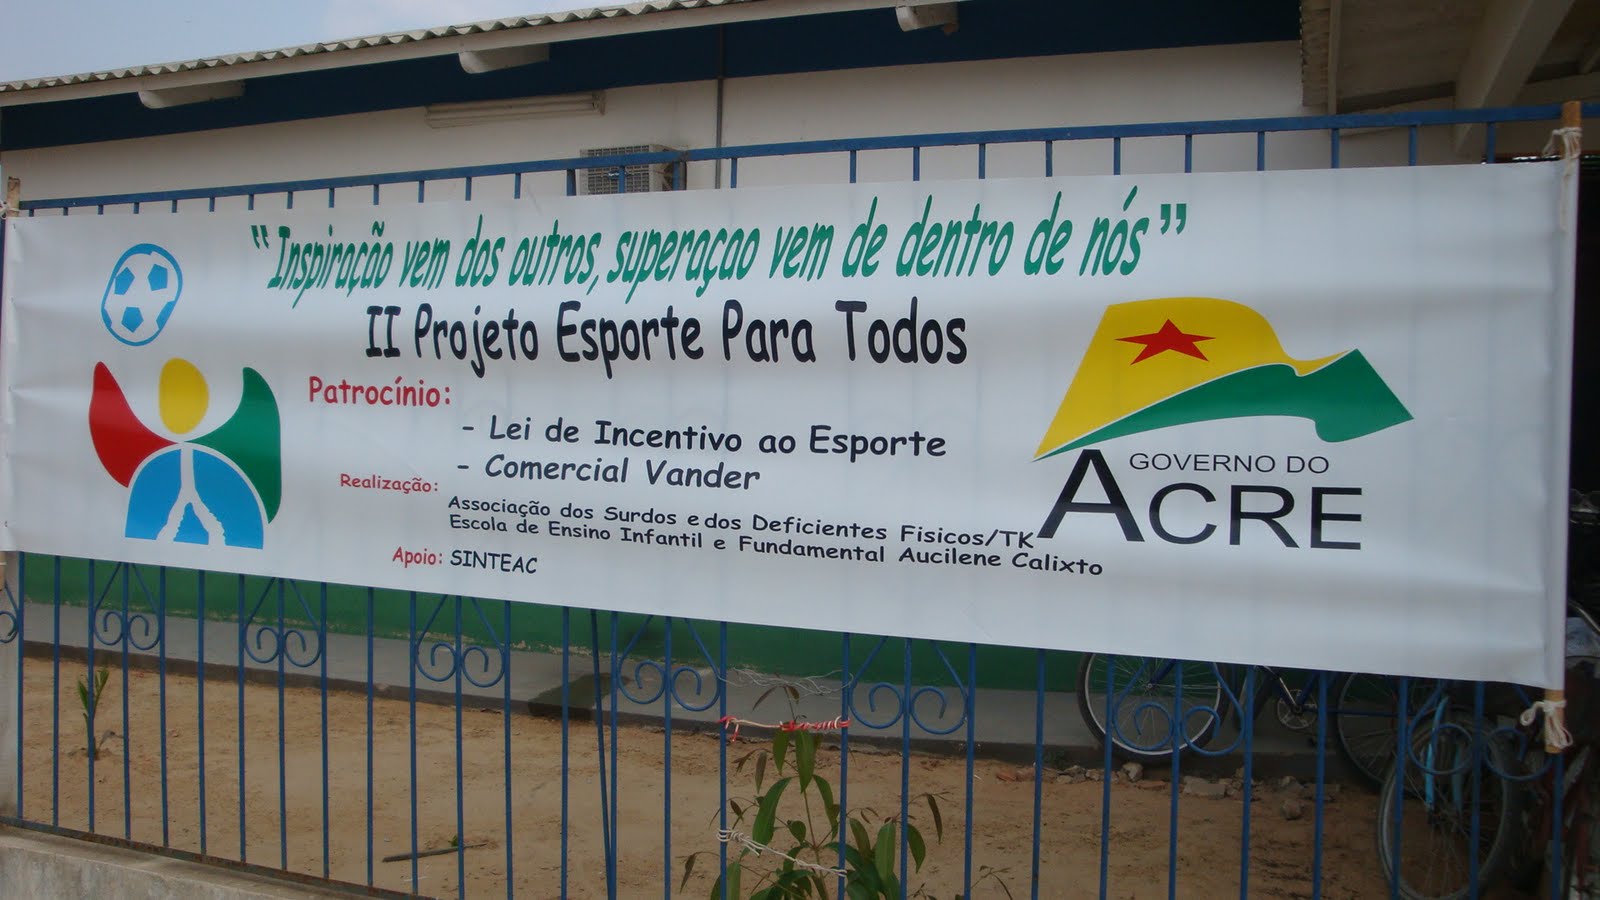 "Inspiração vem dos outros, superaçao vem de dentro de nós"
II Projeto Esporte Para Todos
Patrocínio:
- Lei de Incentivo ao Esporte
- Comercial Vander
Realização:
Associação dos Surdos e dos Deficientes Fisicos/TK
Escola de Ensino Infantil e Fundamental Aucilene Calixto
Apoio: SINTEAC
GOVERNO DO
ACRE